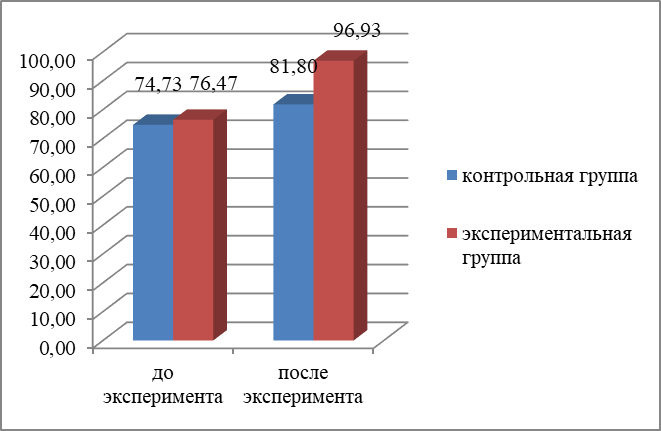 96,93
81,80
74,73
76,47
100,00
90,00
80,00
70,00
60,00
50,00
40,00
30,00
20,00
10,00
0,00
до
эксперимента
после
эксперимента
контрольная группа
экспериментальная
группа